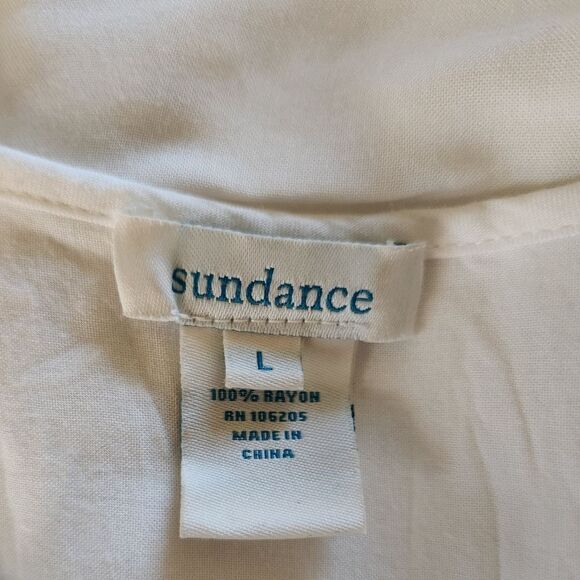 sundance
L
100% RAYON
RN 106205
MADE IN
CHINA